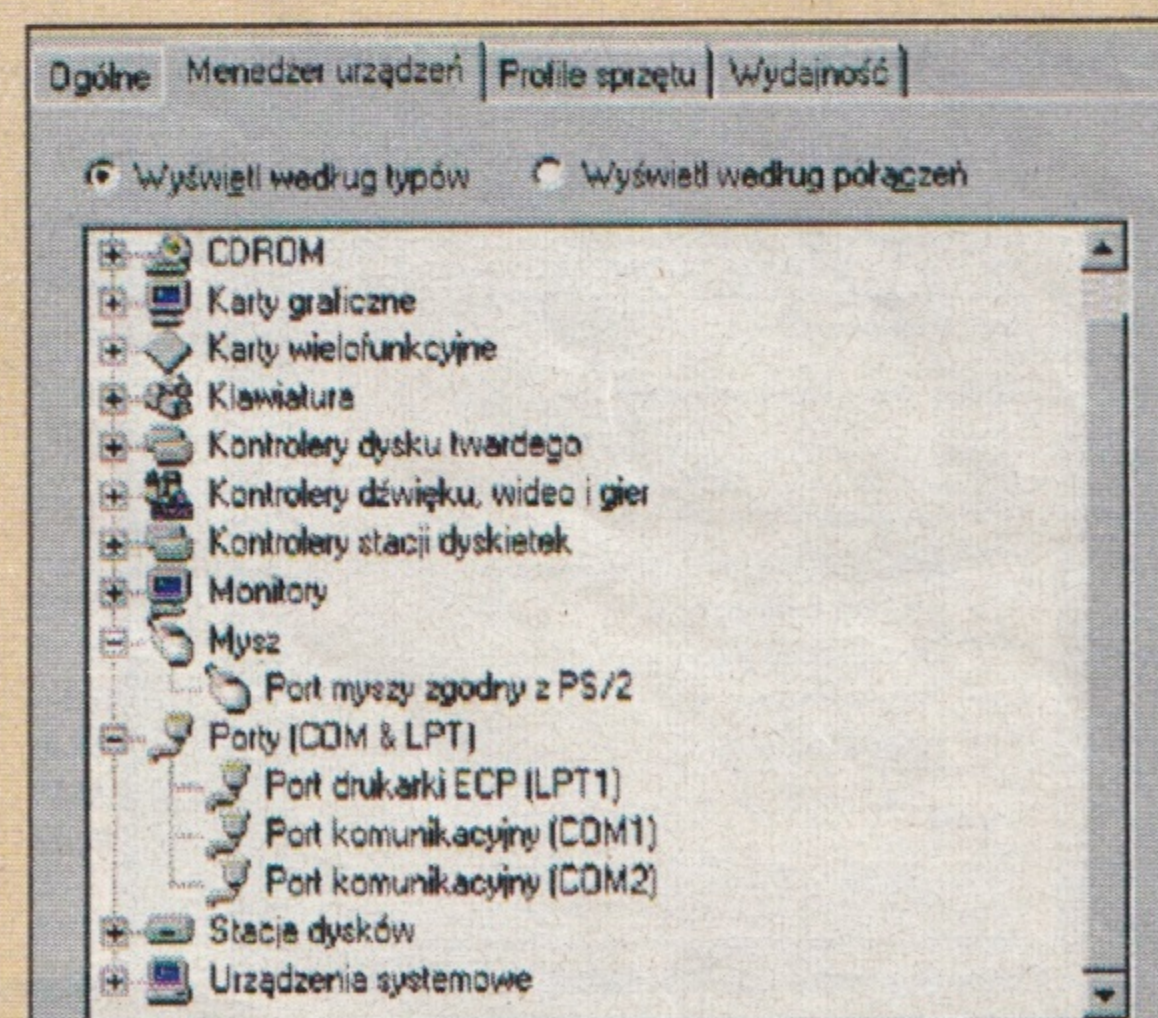 Ogólne Menedżer urządzeń Profile sprzętu Wydajność
Wyświetl według typów Wyświetl według połączeń
CDROM
Karty graficzne
Karty wielofunkcyjne
Klawiatura
Kontrolery dysku twardego
Kontrolery dźwięku, wideo i gier
Kontrolery stacji dyskietek
Monitory
Mysz
Port myszy zgodny z PS/2
Porty (COM & LPT)
Port drukarki ECP (LPT1)
Port komunikacyjny (COM1)
Port komunikacyjny (COM2)
Stacje dysków
Urządzenia systemowe